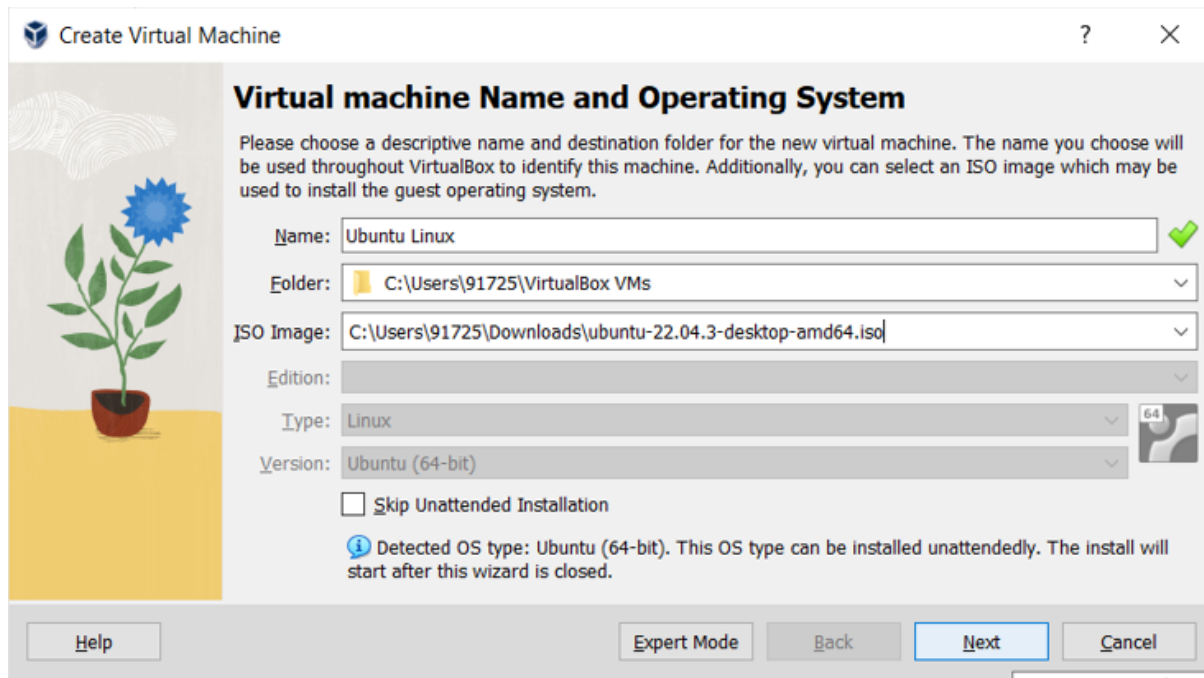 Create Virtual Machine ?
Virtual machine Name and Operating System
Please choose a descriptive name and destination folder for the new virtual machine. The name you choose will
be used throughout VirtualBox to identify this machine. Additionally, you can select an ISO image which may be
used to install the guest operating system.
Name: Ubuntu Linux
Folder: C:\Users\91725\VirtualBox VMs
ISO Image: C:\Users\91725\Downloads\ubuntu-22.04.3-desktop-amd64.iso
Edition:
Type: Linux 64
Version: Ubuntu (64-bit)
Skip Unattended Installation
Detected OS type: Ubuntu (64-bit). This OS type can be installed unattendedly. The install will
start after this wizard is closed.
Help Expert Mode Back Next Cancel